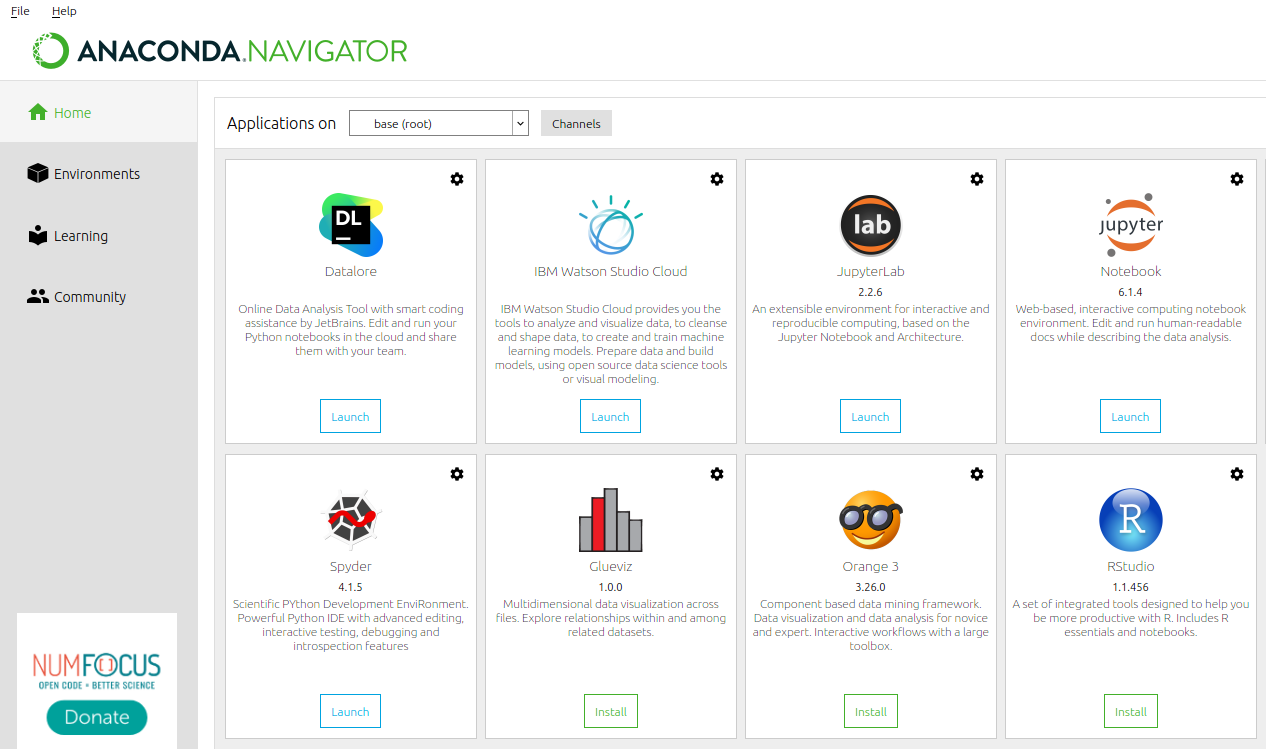 File Help
ANACONDA.NAVIGATOR
Home
Environments
Learning
Community
NUMFOCUS
OPEN CODE = BETTER SCIENCE
Donate
Applications on base (root) Channels
DL
Datalore
Online Data Analysis Tool with smart coding
assistance by JetBrains. Edit and run your
Python notebooks in the cloud and share
them with your team.
Launch
IBM Watson Studio Cloud
IBM Watson Studio Cloud provides you the
tools to analyze and visualize data, to cleanse
and shape data, to create and train machine
learning models. Prepare data and build
models, using open source data science tools
or visual modeling.
Launch
lab
JupyterLab
2.2.6
An extensible environment for interactive and
reproducible computing, based on the
Jupyter Notebook and Architecture.
Launch
jupyter
Notebook
6.1.4
Web-based, interactive computing notebook
environment. Edit and run human-readable
docs while describing the data analysis.
Launch
Spyder
4.1.5
Scientific PYthon Development EnviRonment.
Powerful Python IDE with advanced editing,
interactive testing, debugging and
introspection features
Launch
Glueviz
1.0.0
Multidimensional data visualization across
files. Explore relationships within and among
related datasets.
Install
Orange 3
3.26.0
Component based data mining framework.
Data visualization and data analysis for novice
and expert. Interactive workflows with a large
toolbox.
Install
R
RStudio
1.1.456
A set of integrated tools designed to help you
be more productive with R. Includes R
essentials and notebooks.
Install